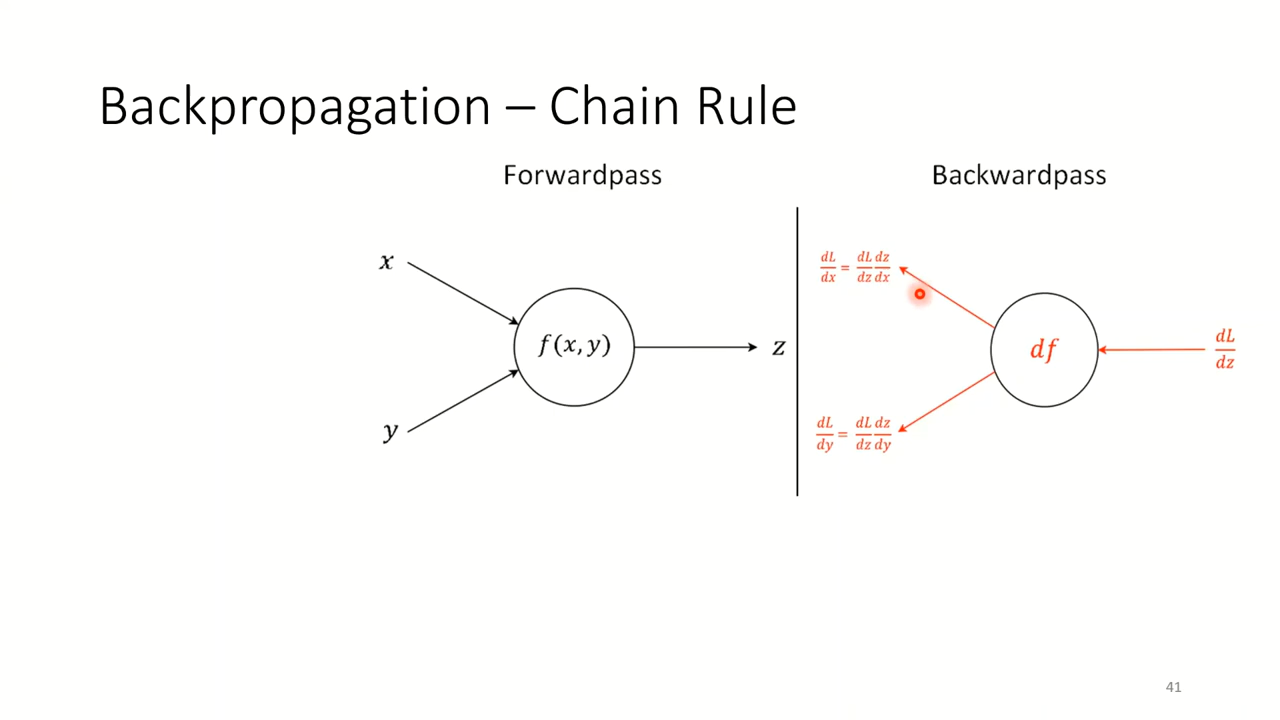 Backpropagation – Chain Rule
Forwardpass
Backwardpass
x
y
f(x, y)
z
dL/dx = dL/dz dz/dx
dL/dy = dL/dz dz/dy
df
dL/dz
41